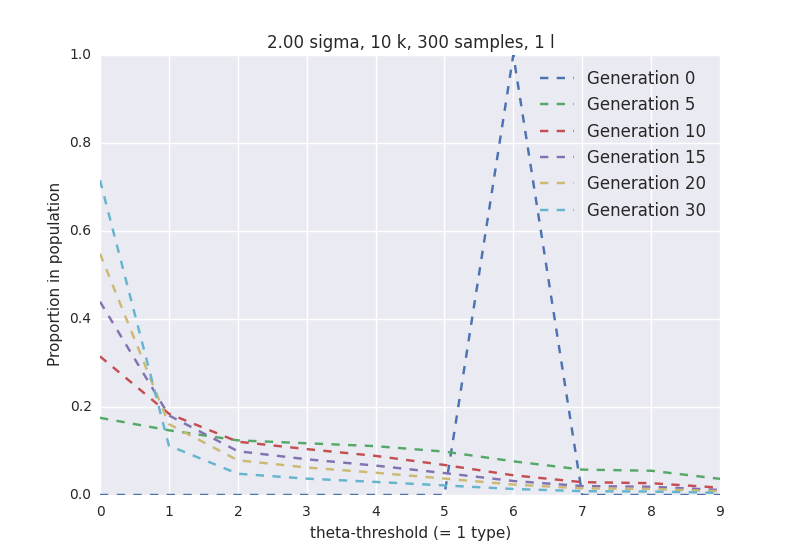 2.00 sigma, 10 k, 300 samples, 1 l
1.0
0.8
0.6
0.4
0.2
0.0
Proportion in population
Generation 0
Generation 5
Generation 10
Generation 15
Generation 20
Generation 30
0 1 2 3 4 5 6 7 8 9
theta-threshold (= 1 type)